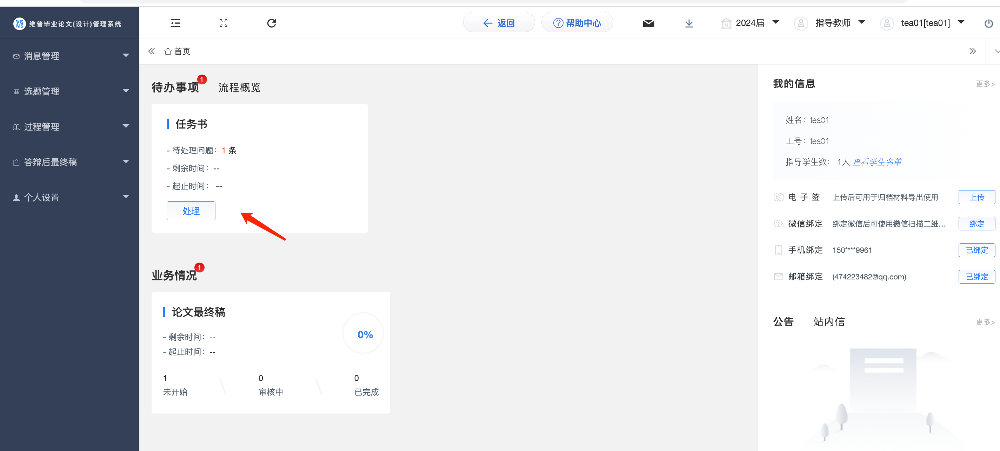 VG
MS
维普毕业论文(设计)管理系统
返回
帮助中心
2024届
指导教师
tea01[tea01]
消息管理
选题管理
过程管理
答辩后最终稿
个人设置
首页
待办事项
1
流程概览
任务书
- 待处理问题: 1 条
- 剩余时间: --
- 起止时间: --
处理
业务情况
1
论文最终稿
- 剩余时间: --
- 起止时间: --
0%
1
未开始
0
审核中
0
已完成
我的信息
更多>
姓名: tea01
工号: tea01
指导学生数: 1人 查看学生名单
电 子 签 上传后可用于归档材料导出使用 上传
微信绑定 绑定微信后可使用微信扫描二维... 绑定
手机绑定 150****9961 已绑定
邮箱绑定 (474223482@qq.com) 已绑定
公告 站内信 更多>